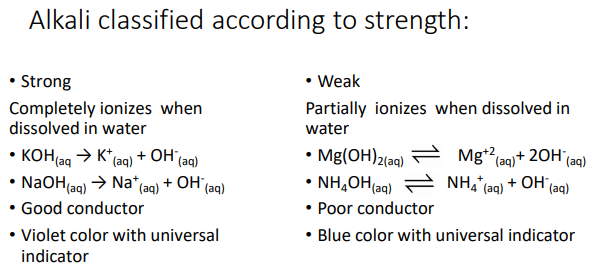 Alkali classified according to strength:
• Strong
Completely ionizes when
dissolved in water
• KOH(aq → K⁺(aq) + OH⁻(aq)
• NaOH(aq) → Na⁺(aq) + OH⁻(aq)
• Good conductor
• Violet color with universal
indicator
• Weak
Partially ionizes when dissolved in
water
• Mg(OH)₂(aq) ⇌ Mg⁺²(aq)+ 2OH⁻(aq)
• NH₄OH(aq) ⇌ NH₄⁺(aq) + OH⁻(aq)
• Poor conductor
• Blue color with universal indicator